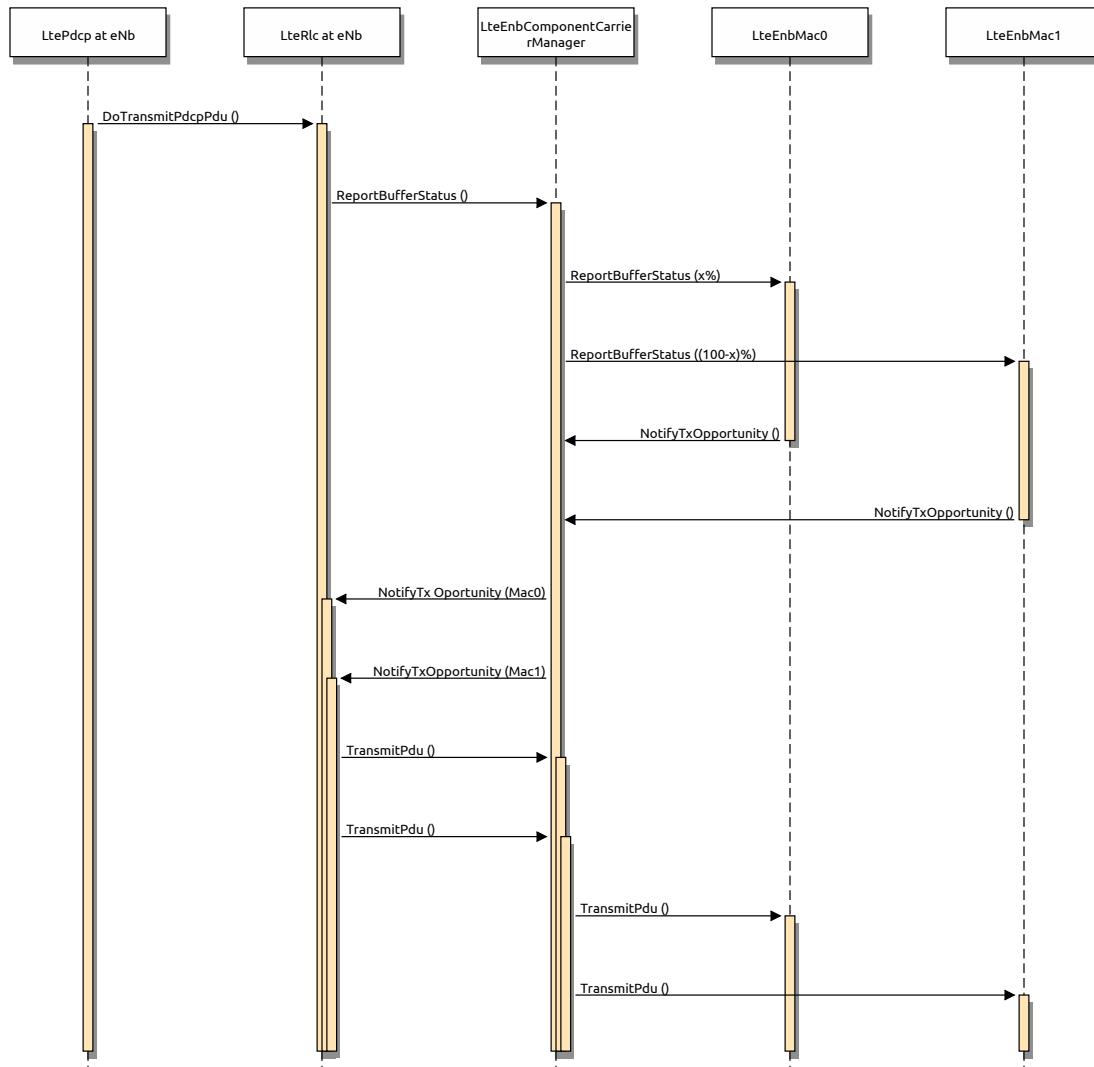 LtePdcp at eNb
LteRlc at eNb
LteEnbComponentCarrie
rManager
LteEnbMac0
LteEnbMac1
DoTransmitPdcpPdu ()
ReportBufferStatus ()
ReportBufferStatus (x%)
ReportBufferStatus ((100-x)%)
NotifyTxOpportunity ()
NotifyTxOpportunity ()
NotifyTx Oportunity (Mac0)
NotifyTxOpportunity (Mac1)
TransmitPdu ()
TransmitPdu ()
TransmitPdu ()
TransmitPdu ()